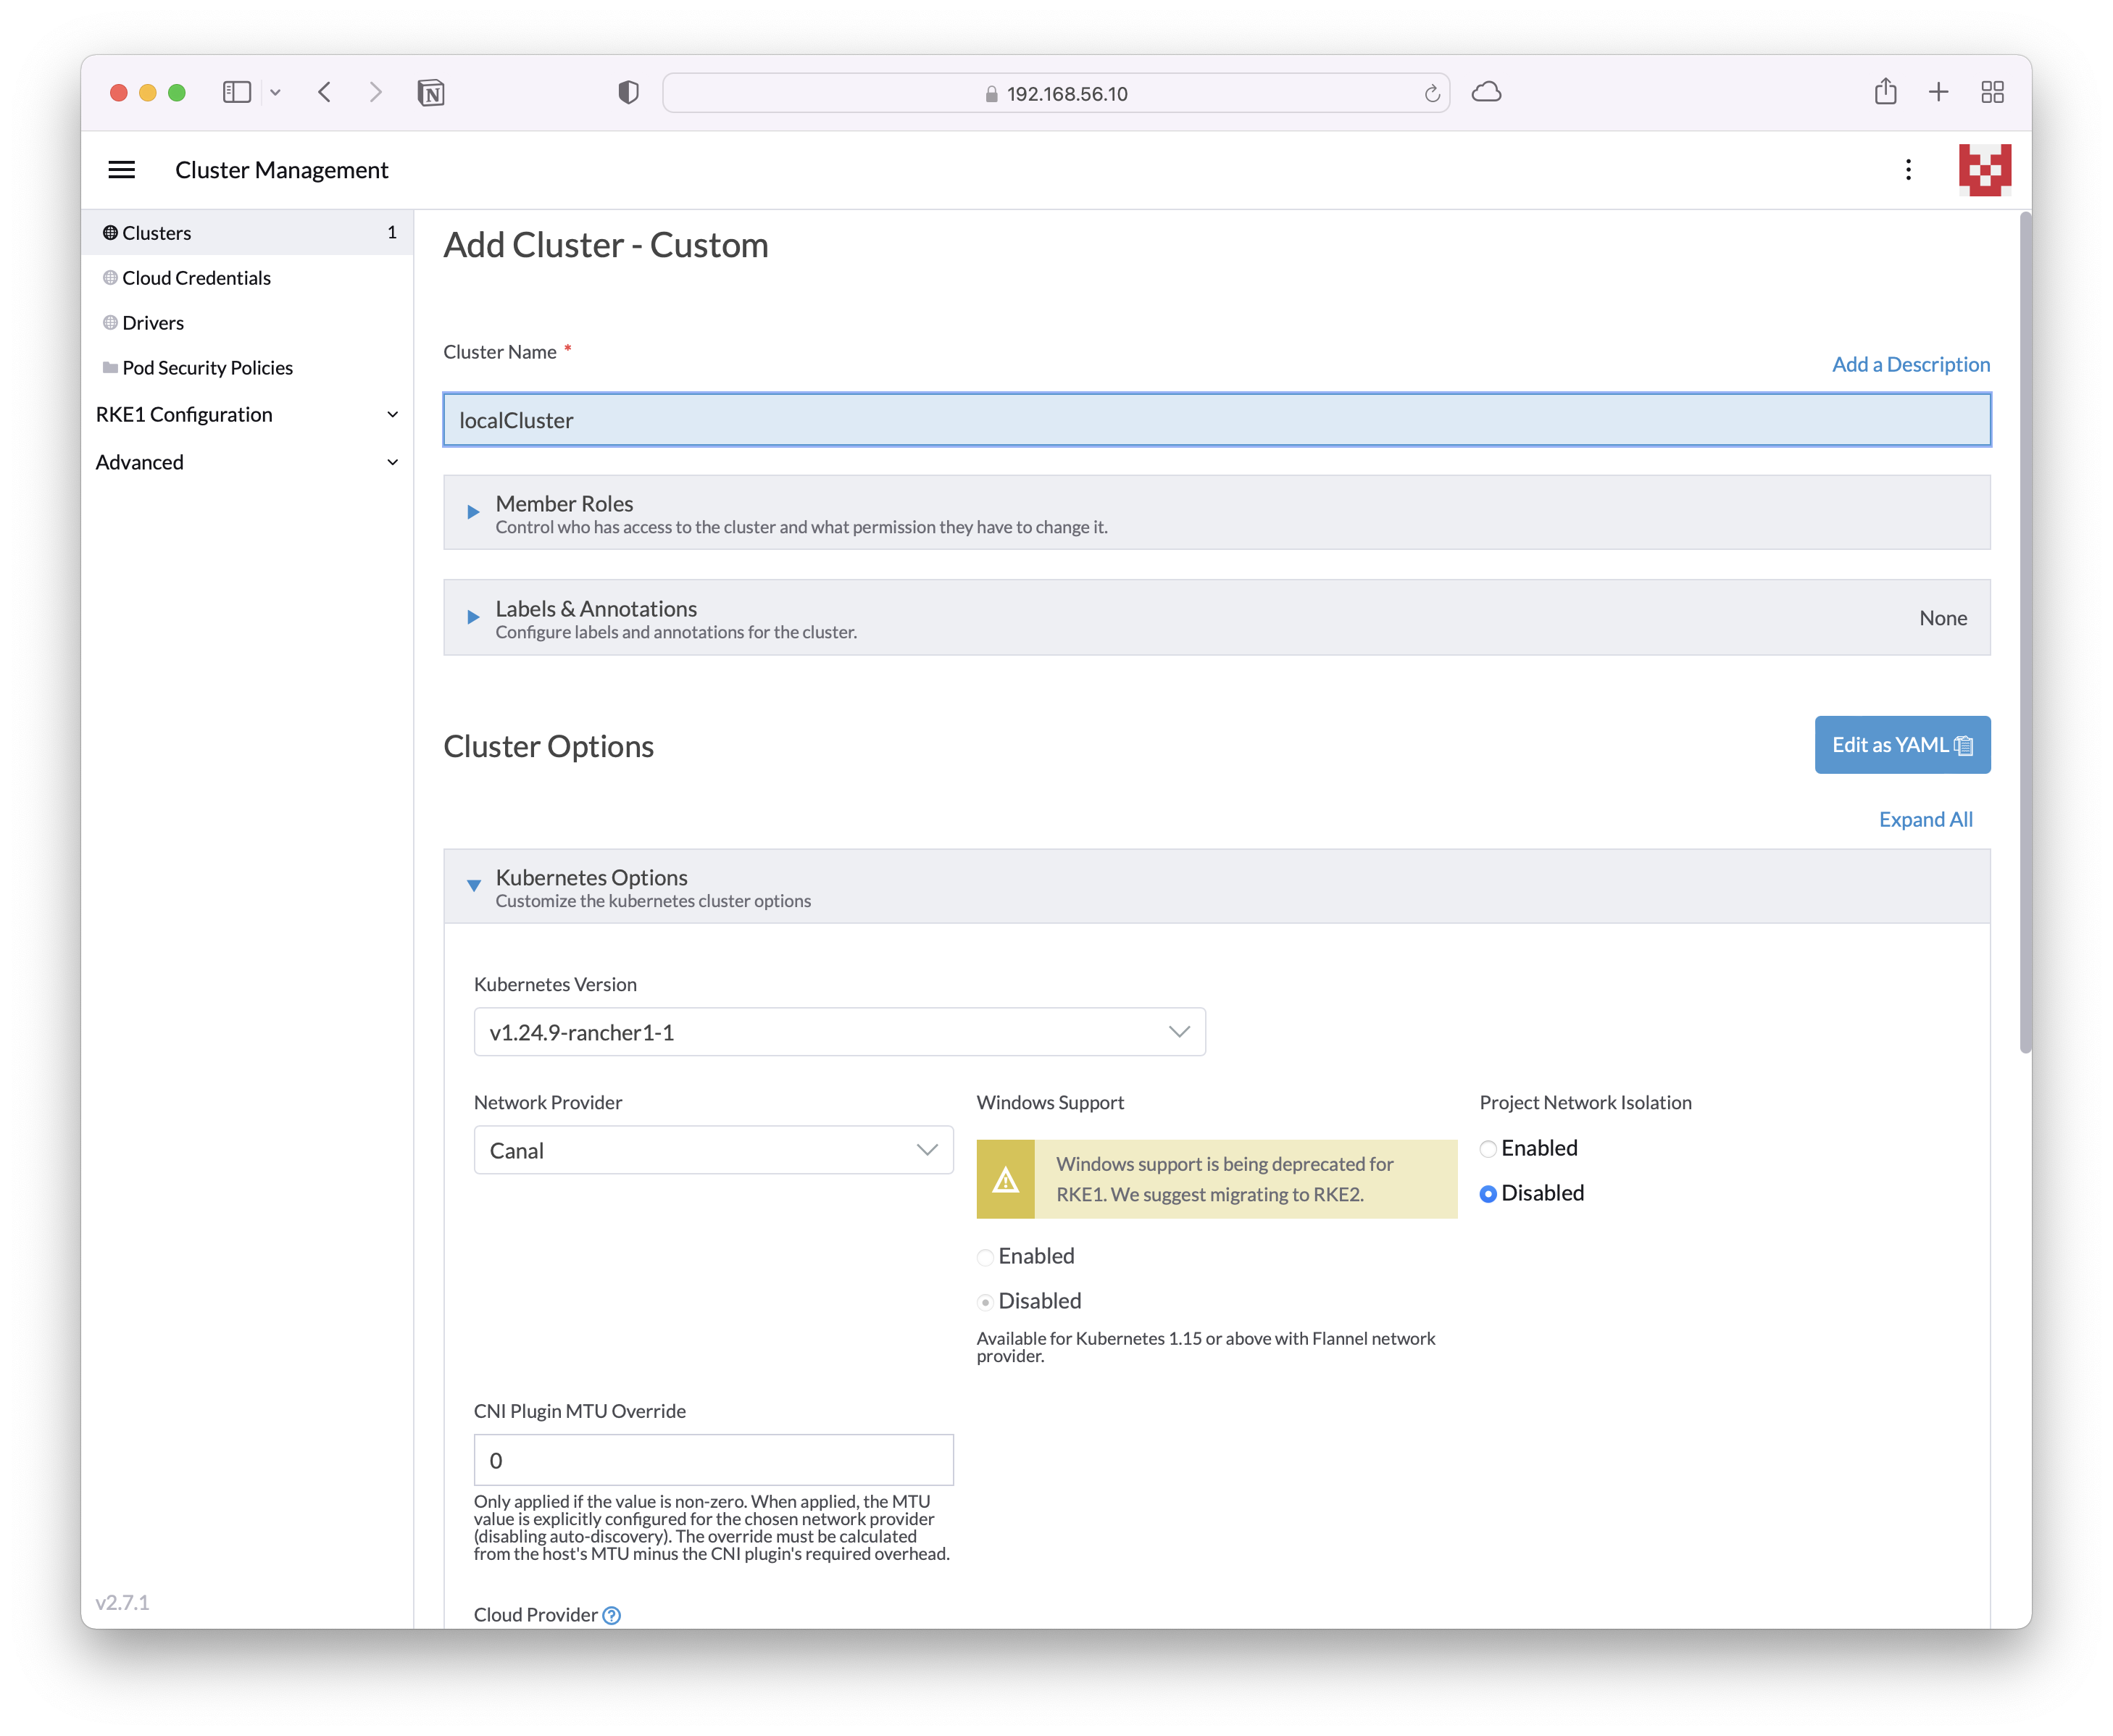 192.168.56.10
Cluster Management
Clusters 1
Cloud Credentials
Drivers
Pod Security Policies
RKE1 Configuration
Advanced
v2.7.1
Add Cluster - Custom
Cluster Name *
Add a Description
localCluster
Member Roles
Control who has access to the cluster and what permission they have to change it.
Labels & Annotations
Configure labels and annotations for the cluster.
None
Cluster Options
Edit as YAML
Expand All
Kubernetes Options
Customize the kubernetes cluster options
Kubernetes Version
v1.24.9-rancher1-1
Network Provider
Canal
Windows Support
Windows support is being deprecated for
RKE1. We suggest migrating to RKE2.
Enabled
Disabled
Available for Kubernetes 1.15 or above with Flannel network
provider.
Project Network Isolation
Enabled
Disabled
CNI Plugin MTU Override
0
Only applied if the value is non-zero. When applied, the MTU
value is explicitly configured for the chosen network provider
(disabling auto-discovery). The override must be calculated
from the host's MTU minus the CNI plugin's required overhead.
Cloud Provider ?